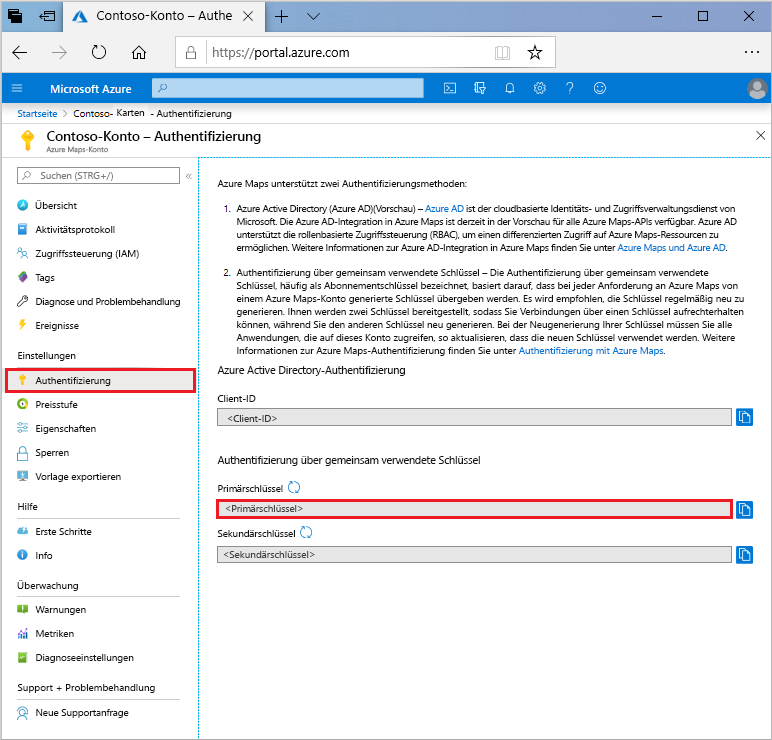 Contoso-Konto – Authe
https://portal.azure.com
Microsoft Azure
Startseite > Contoso- Karten - Authentifizierung
Contoso-Konto – Authentifizierung
Azure Maps-Konto
Suchen (STRG+/)
Übersicht
Aktivitätsprotokoll
Zugriffssteuerung (IAM)
Tags
Diagnose und Problembehandlung
Ereignisse
Einstellungen
Authentifizierung
Preisstufe
Eigenschaften
Sperren
Vorlage exportieren
Hilfe
Erste Schritte
Info
Überwachung
Warnungen
Metriken
Diagnoseeinstellungen
Support + Problembehandlung
Neue Supportanfrage
Azure Maps unterstützt zwei Authentifizierungsmethoden:
1. Azure Active Directory (Azure AD)(Vorschau) – Azure AD ist der cloudbasierte Identitäts- und Zugriffsverwaltungsdienst von
Microsoft. Die Azure AD-Integration in Azure Maps ist derzeit in der Vorschau für alle Azure Maps-APIs verfügbar. Azure AD
unterstützt die rollenbasierte Zugriffssteuerung (RBAC), um einen differenzierten Zugriff auf Azure Maps-Ressourcen zu
ermöglichen. Weitere Informationen zur Azure AD-Integration in Azure Maps finden Sie unter Azure Maps und Azure AD.
2. Authentifizierung über gemeinsam verwendete Schlüssel – Die Authentifizierung über gemeinsam verwendete
Schlüssel, häufig als Abonnementschlüssel bezeichnet, basiert darauf, dass bei jeder Anforderung an Azure Maps von
einem Azure Maps-Konto generierte Schlüssel übergeben werden. Es wird empfohlen, die Schlüssel regelmäßig neu zu
generieren. Ihnen werden zwei Schlüssel bereitgestellt, sodass Sie Verbindungen über einen Schlüssel aufrechterhalten
können, während Sie den anderen Schlüssel neu generieren. Bei der Neugenerierung Ihrer Schlüssel müssen Sie alle
Anwendungen, die auf dieses Konto zugreifen, so aktualisieren, dass die neuen Schlüssel verwendet werden. Weitere
Informationen zur Azure Maps-Authentifizierung finden Sie unter Authentifizierung mit Azure Maps.
Azure Active Directory-Authentifizierung
Client-ID
<Client-ID>
Authentifizierung über gemeinsam verwendete Schlüssel
Primärschlüssel
<Primärschlüssel>
Sekundärschlüssel
<Sekundärschlüssel>